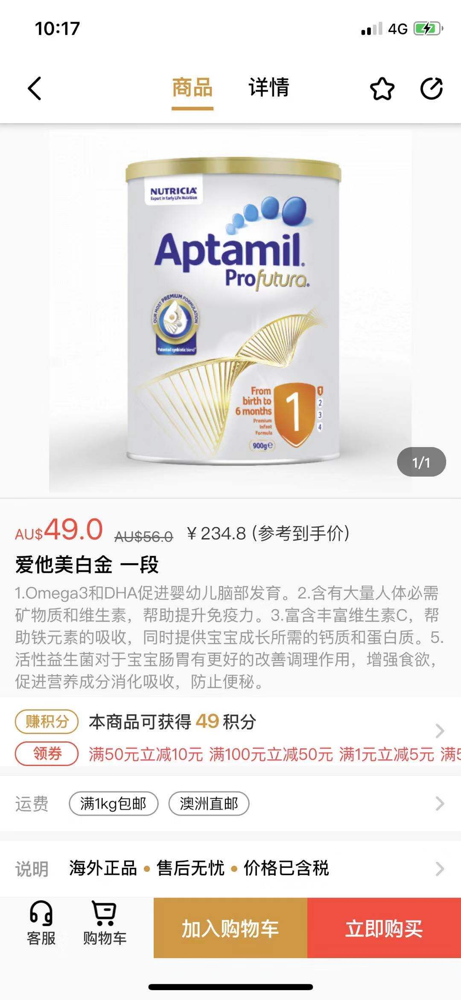 10:17
4G
商品
详情
NUTRICIA
Expert in Early Life Nutrition
Aptamil
Profutura
OUR MOST PREMIUM FORMULATION
Patented synbiotic blend
From
birth to
6 months
Premium
Infant
Formula
900g℮
1
1
2
3
4
1/1
AU$49.0 AU$56.0 ¥234.8 (参考到手价)
爱他美白金 一段
1.Omega3和DHA促进婴幼儿脑部发育。2.含有大量人体必需
矿物质和维生素，帮助提升免疫力。3.富含丰富维生素C，帮
助铁元素的吸收，同时提供宝宝成长所需的钙质和蛋白质。5.
活性益生菌对于宝宝肠胃有更好的改善调理作用，增强食欲，
促进营养成分消化吸收，防止便秘。
赚积分 本商品可获得 49 积分
领券 满50元立减10元 满100元立减50元 满1元立减5元 满5
运费 满1kg包邮 澳洲直邮
说明 海外正品 • 售后无忧 • 价格已含税
客服
购物车
加入购物车
立即购买